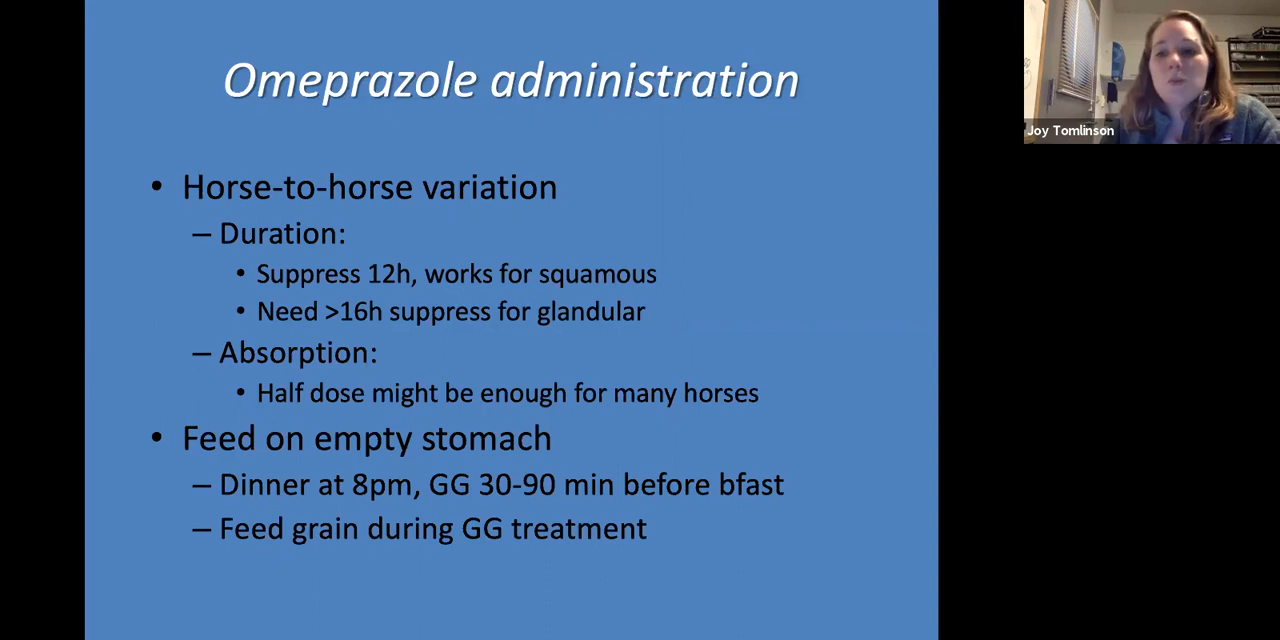 Omeprazole administration
• Horse-to-horse variation
– Duration:
• Suppress 12h, works for squamous
• Need >16h suppress for glandular
– Absorption:
• Half dose might be enough for many horses
• Feed on empty stomach
– Dinner at 8pm, GG 30-90 min before bfast
– Feed grain during GG treatment
Joy Tomlinson